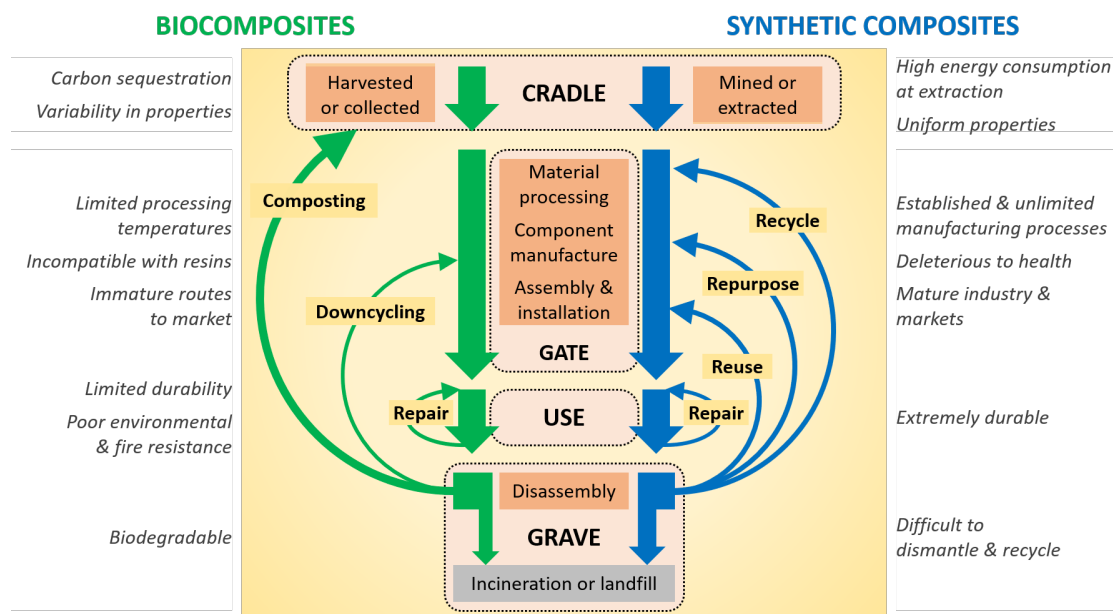 BIOCOMPOSITES
SYNTHETIC COMPOSITES
Carbon sequestration
Variability in properties
Harvested
or collected
CRADLE
Mined or
extracted
High energy consumption
at extraction
Uniform properties
Limited processing
temperatures
Incompatible with resins
Immature routes
to market
Composting
Downcycling
Material
processing
Component
manufacture
Assembly &
installation
GATE
Recycle
Repurpose
Reuse
Established & unlimited
manufacturing processes
Deleterious to health
Mature industry &
markets
Limited durability
Poor environmental
& fire resistance
Repair
USE
Repair
Extremely durable
Biodegradable
Disassembly
GRAVE
Incineration or landfill
Difficult to
dismantle & recycle